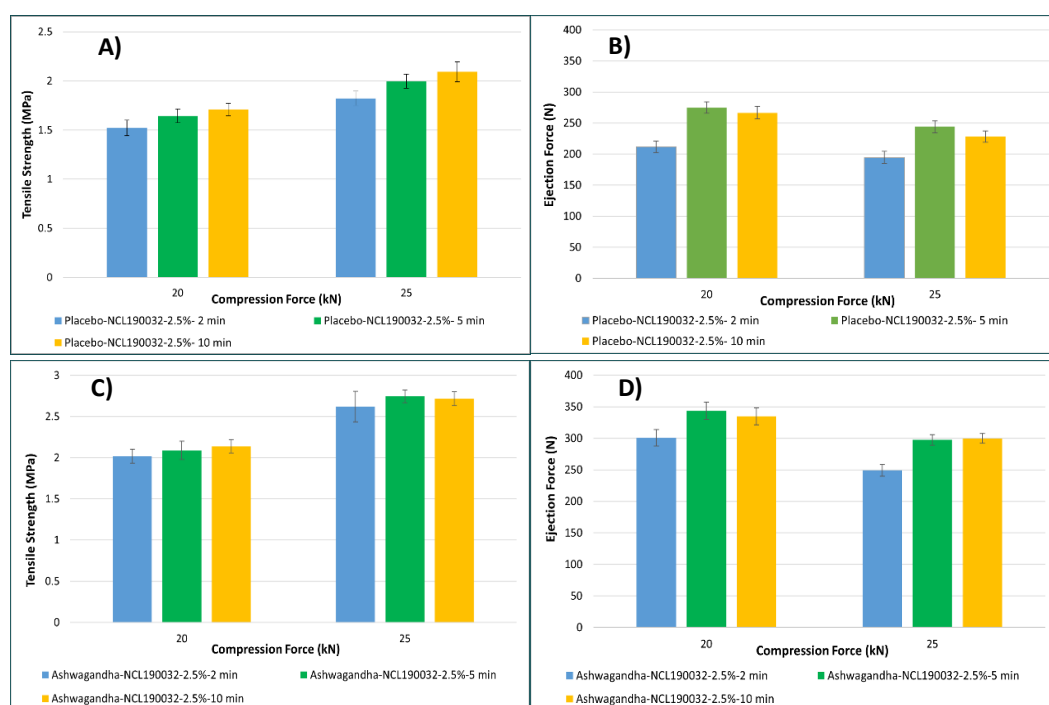 A)
2.5
2
1.5
1
0.5
0
Tensile Strength (MPa)
20
25
Compression Force (kN)
Placebo-NCL190032-2.5%- 2 min
Placebo-NCL190032-2.5%- 5 min
Placebo-NCL190032-2.5%- 10 min
B)
400
350
300
250
200
150
100
50
0
Ejection Force (N)
20
25
Compression Force (kN)
Placebo-NCL190032-2.5%- 2 min
Placebo-NCL190032-2.5%- 5 min
Placebo-NCL190032-2.5%- 10 min
C)
3
2.5
2
1.5
1
0.5
0
Tensile Strength (MPa)
20
25
Compression Force (kN)
Ashwagandha-NCL190032-2.5%-2 min
Ashwagandha-NCL190032-2.5%-5 min
Ashwagandha-NCL190032-2.5%-10 min
D)
400
350
300
250
200
150
100
50
0
Ejection Force (N)
20
25
Compression Force (kN)
Ashwagandha-NCL190032-2.5%2 min
Ashwagandha-NCL190032-2.5%-5 min
Ashwagandha-NCL190032-2.5%-10 min